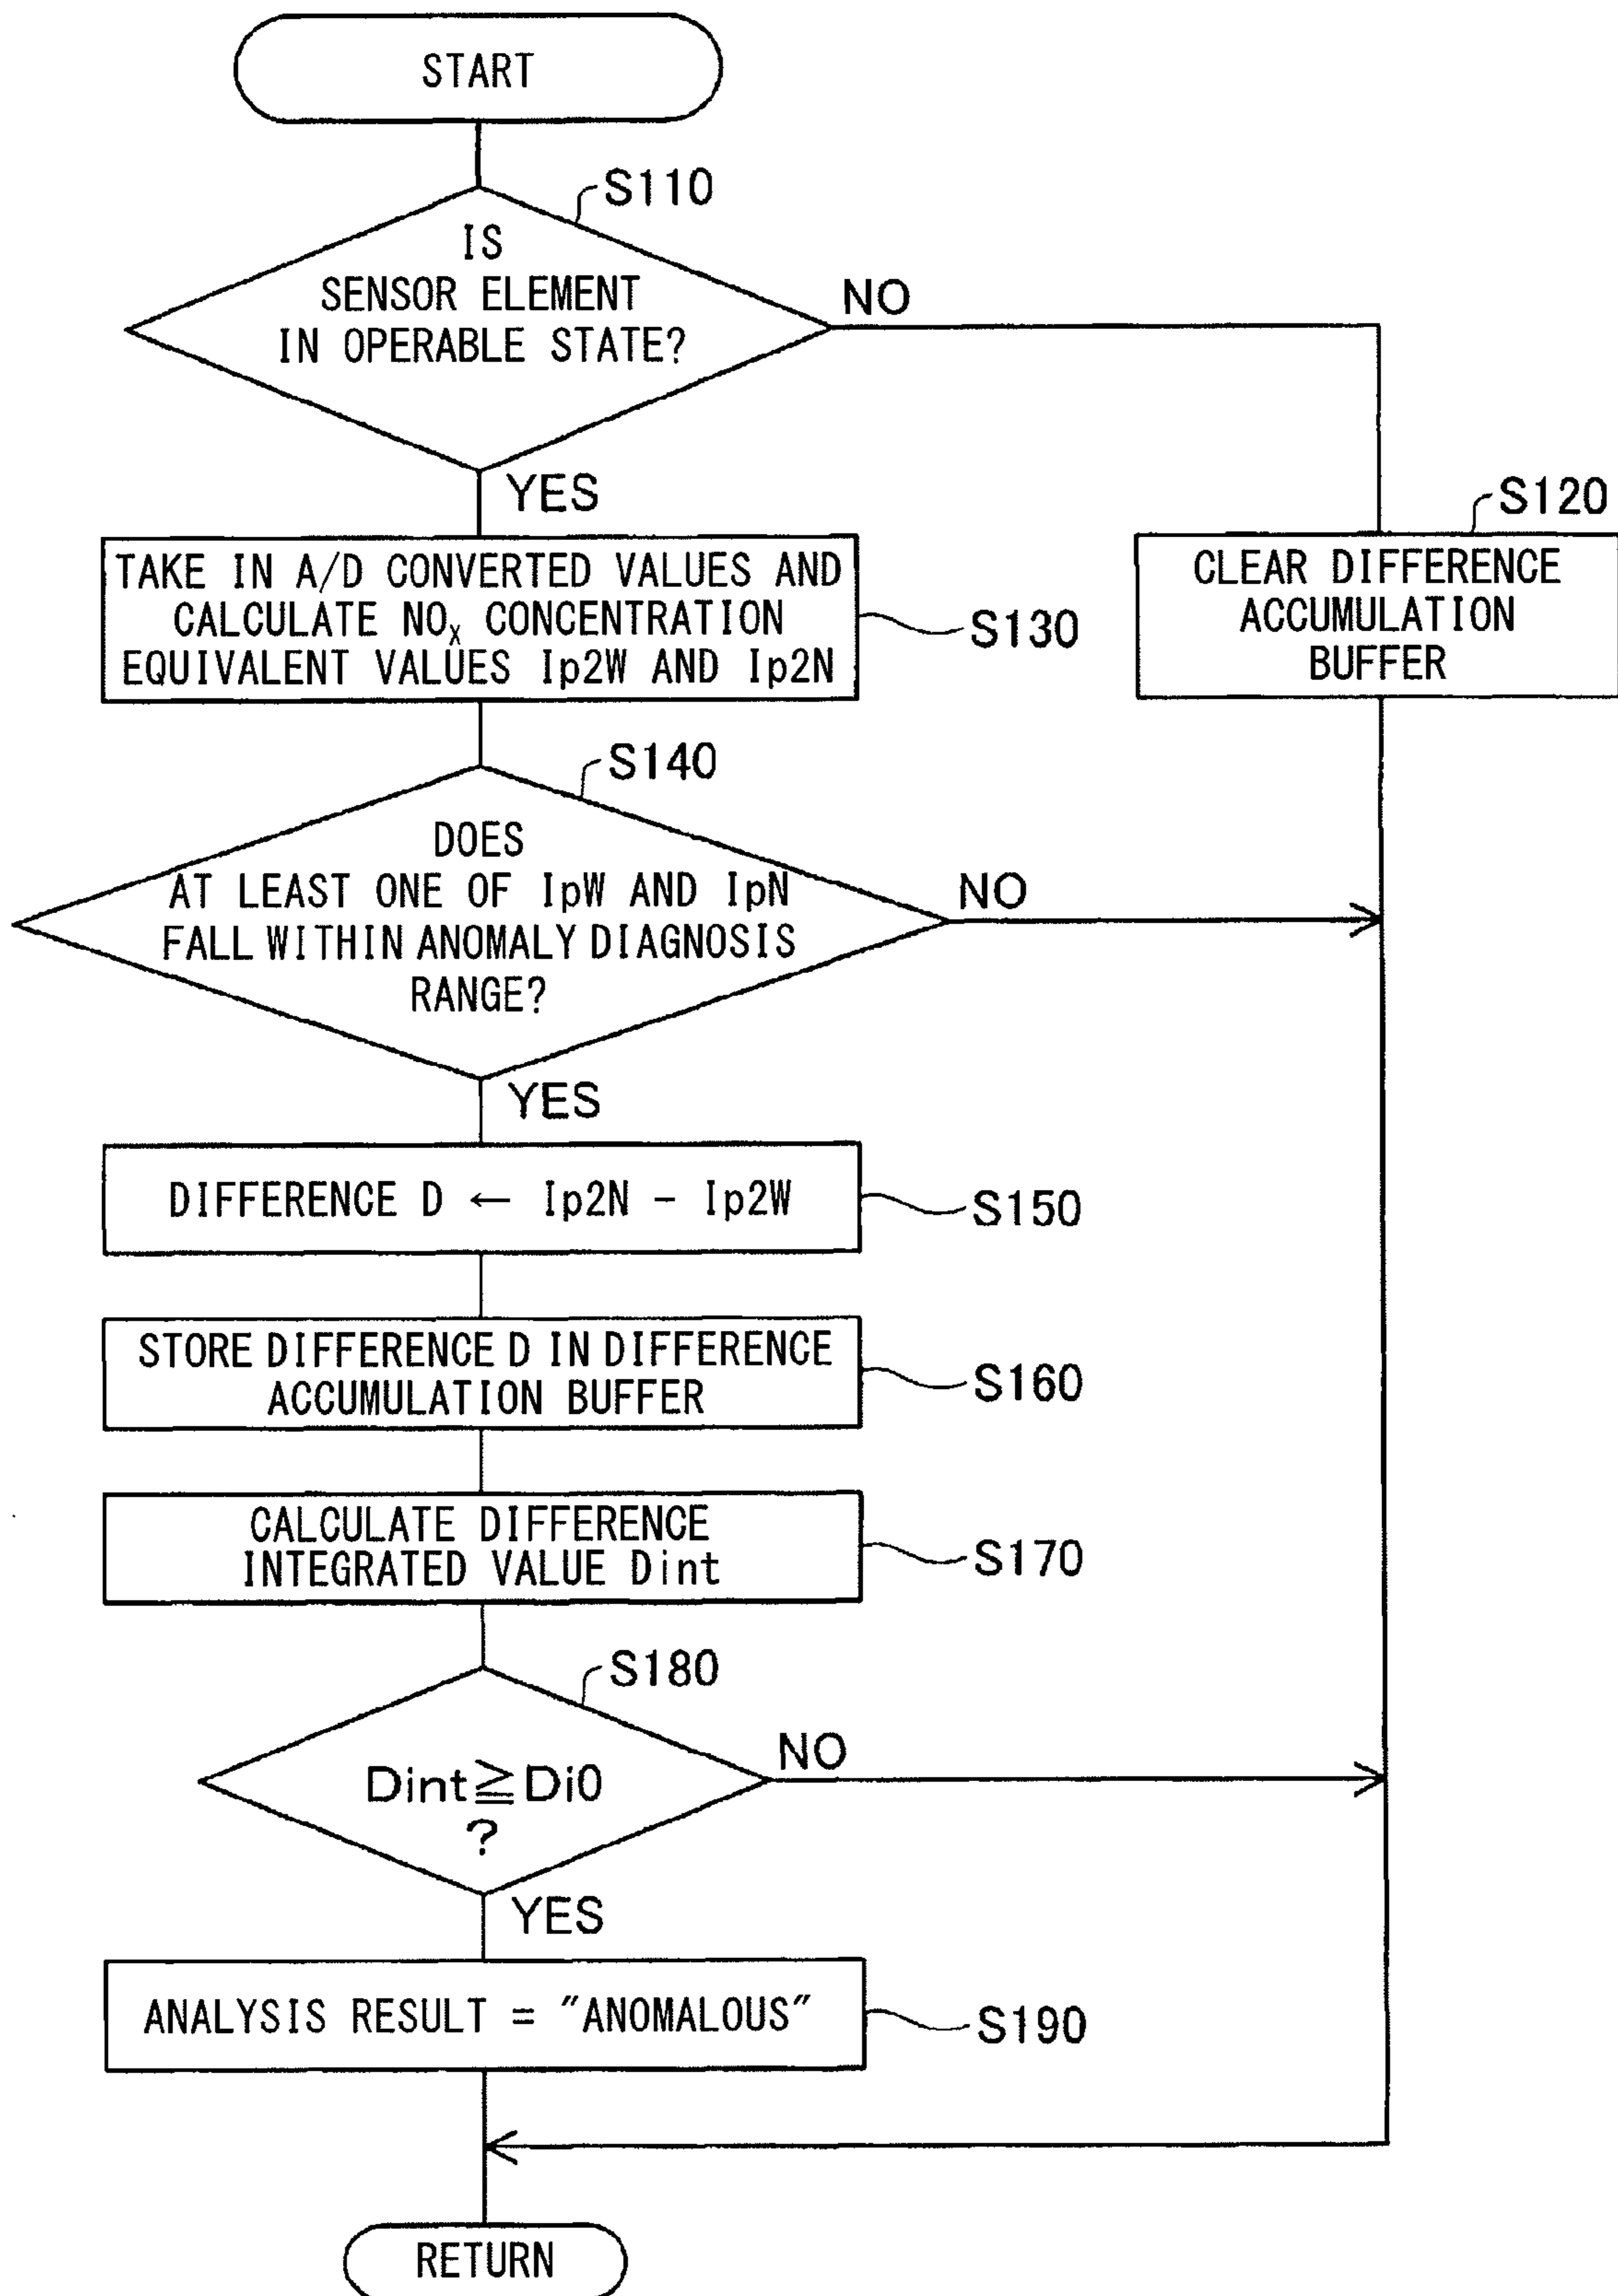 START
S110
IS
SENSOR ELEMENT
IN OPERABLE STATE?
NO
YES
S120
CLEAR DIFFERENCE
ACCUMULATION
BUFFER
TAKE IN A/D CONVERTED VALUES AND
CALCULATE NOX CONCENTRATION
EQUIVALENT VALUES Ip2W AND Ip2N
S130
S140
DOES
AT LEAST ONE OF IpW AND IpN
FALL WITHIN ANOMALY DIAGNOSIS
RANGE?
NO
YES
DIFFERENCE D ← Ip2N - Ip2W
S150
STORE DIFFERENCE D IN DIFFERENCE
ACCUMULATION BUFFER
S160
CALCULATE DIFFERENCE
INTEGRATED VALUE Dint
S170
S180
Dint≧Di0
?
NO
YES
ANALYSIS RESULT = "ANOMALOUS"
S190
RETURN